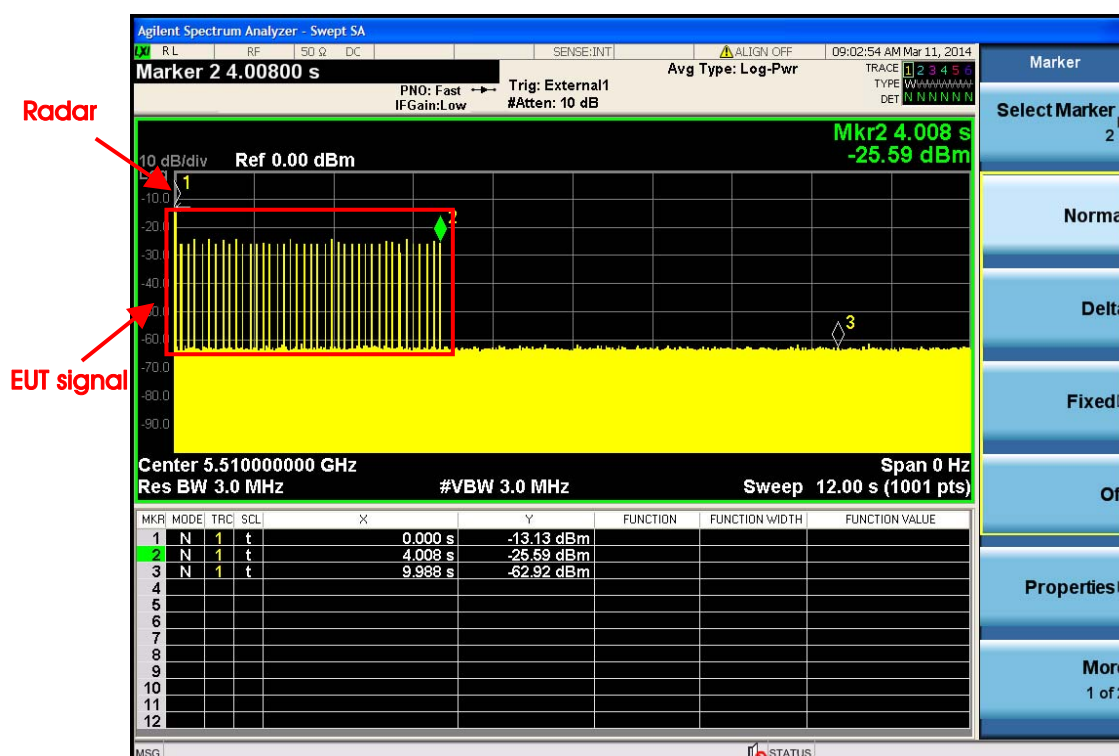 Agilent Spectrum Analyzer - Swept SA
LXI RL RF 50 Ω DC SENSE:INT ALIGN OFF 09:02:54 AM Mar 11, 2014
Marker 2 4.00800 s
PNO: Fast
IFGain:Low
Trig: External1
#Atten: 10 dB
Avg Type: Log-Pwr
TRACE 1 2 3 4 5 6
TYPE
DET N N N N N N
Radar
EUT signal
Mkr2 4.008 s
-25.59 dBm
10 dB/div Ref 0.00 dBm
1
2
3
-10.0
-20.0
-30.0
-40.0
-60.0
-70.0
-80.0
-90.0
Center 5.510000000 GHz Span 0 Hz
Res BW 3.0 MHz #VBW 3.0 MHz Sweep 12.00 s (1001 pts)
MKR MODE TRC SCL X Y FUNCTION FUNCTION WIDTH FUNCTION VALUE
1 N 1 t 0.000 s -13.13 dBm
2 N 1 t 4.008 s -25.59 dBm
3 N 1 t 9.988 s -62.92 dBm
4
5
6
7
8
9
10
11
12
MSG STATUS
Marker
Select Marker
2
Norma
Delta
Fixed
Of
Properties
More
1 of 2